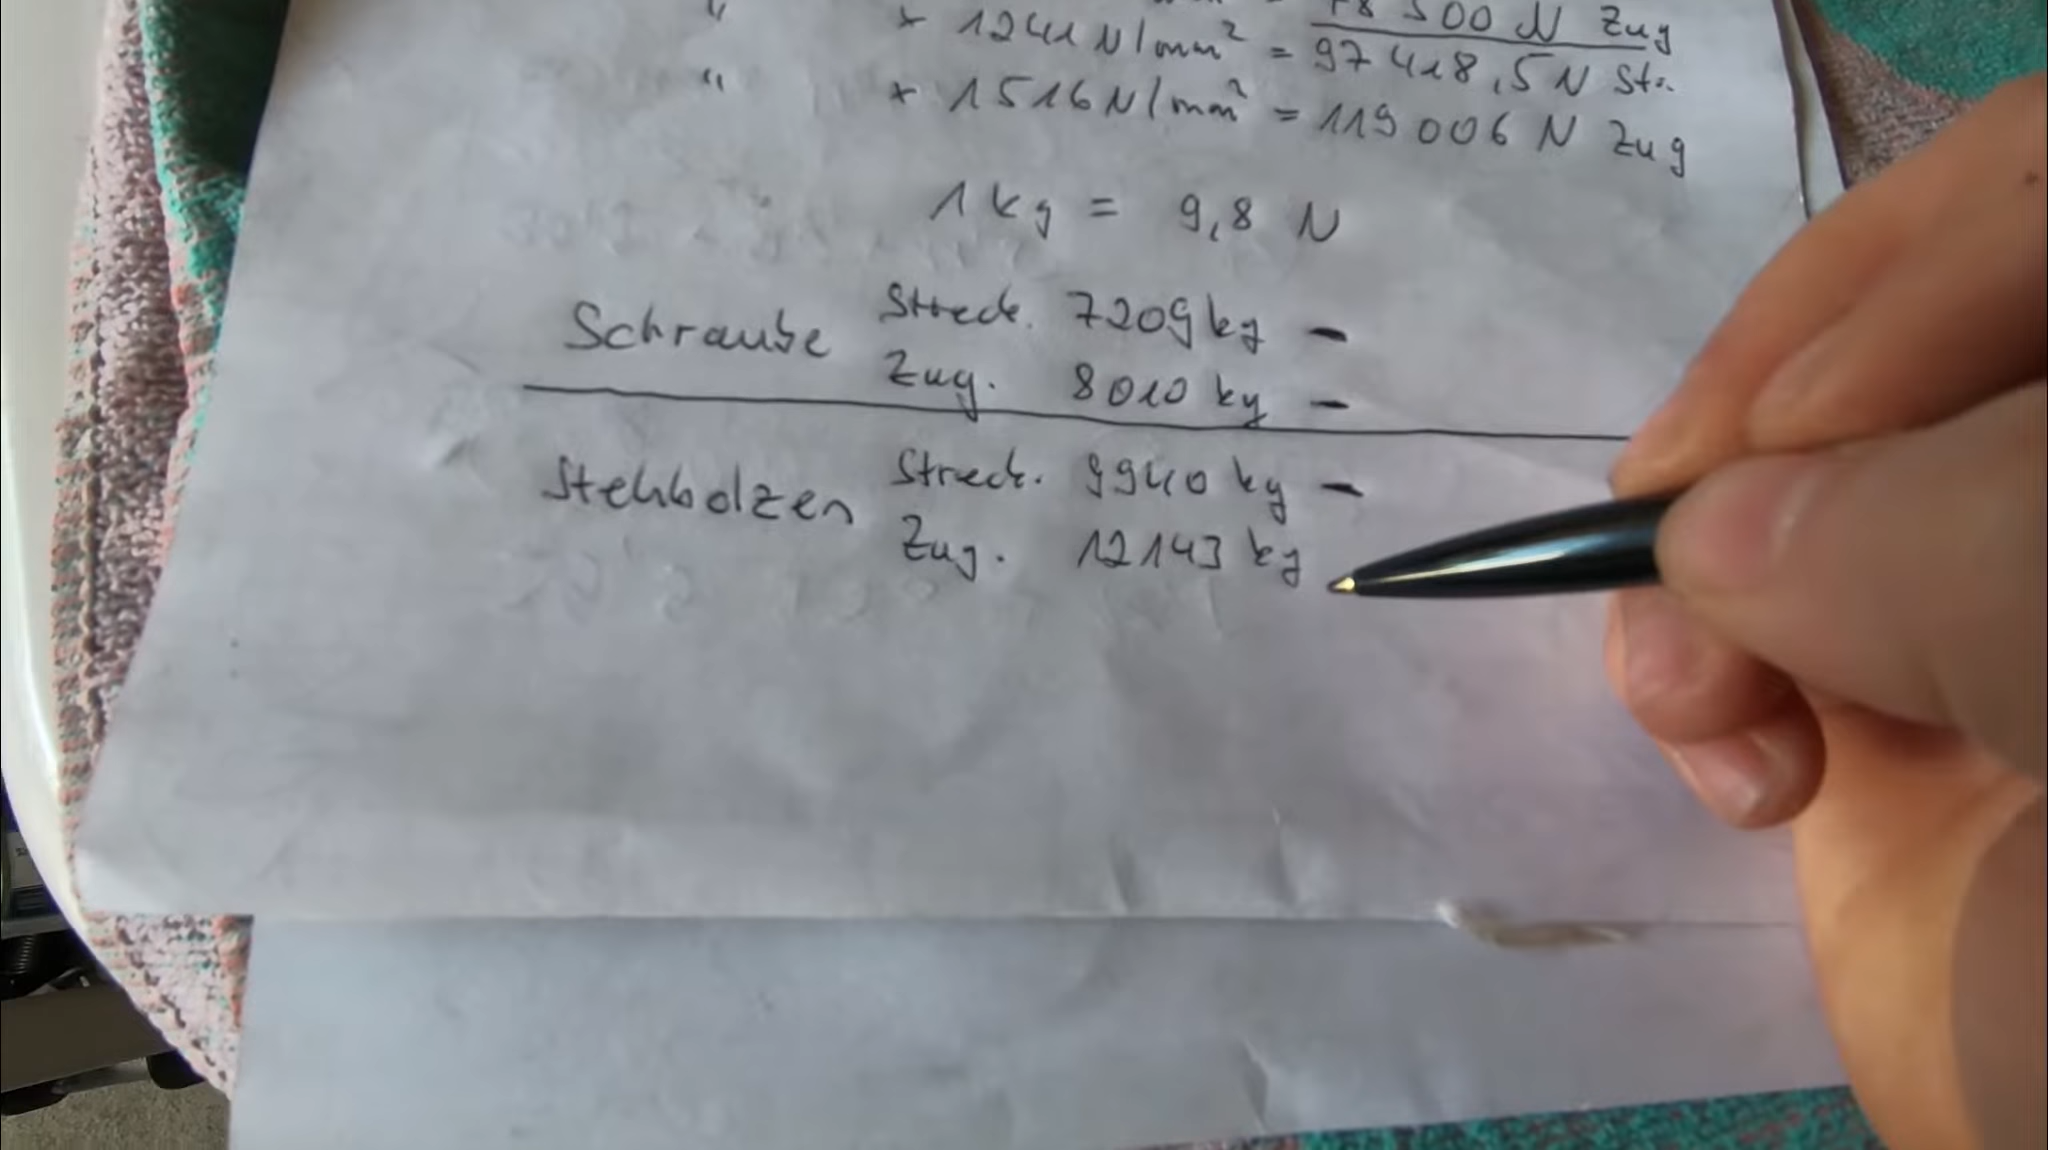 78 500 N Zug
" * 1241 N/mm² = 97 418,5 N Str.
" * 1516 N/mm² = 119 006 N Zug
1 kg = 9,8 N
Schraube Streck. 7209 kg -
Zug. 8010 kg -
Stehbolzen Streck. 9940 kg -
Zug. 12143 kg